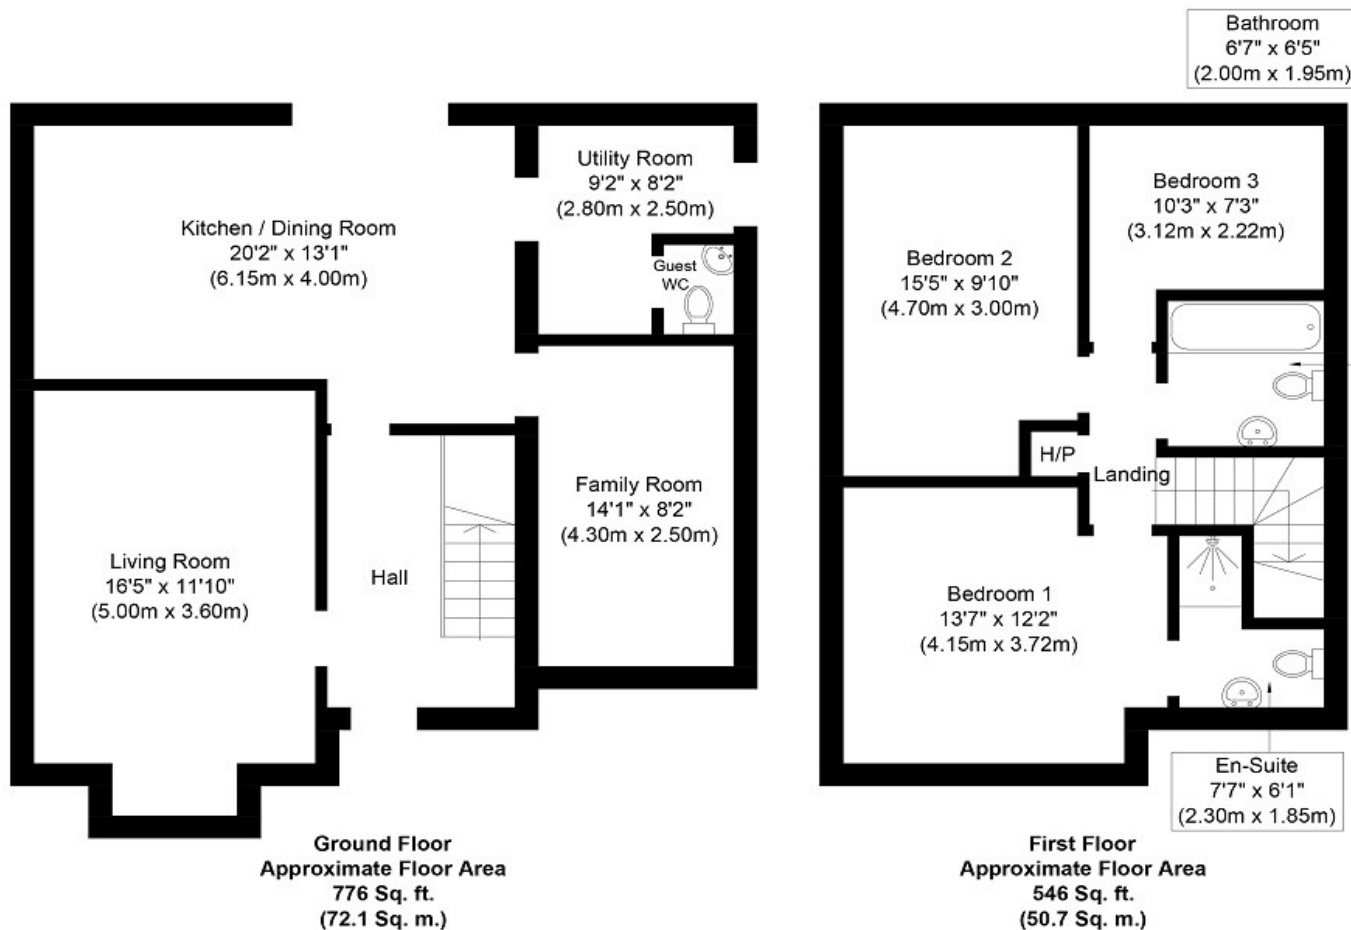 Bathroom
6'7" x 6'5"
(2.00m x 1.95m)
Utility Room
9'2" x 8'2"
(2.80m x 2.50m)
Kitchen / Dining Room
20'2" x 13'1"
(6.15m x 4.00m)
Guest
WC
Family Room
14'1" x 8'2"
(4.30m x 2.50m)
Living Room
16'5" x 11'10"
(5.00m x 3.60m)
Hall
Ground Floor
Approximate Floor Area
776 Sq. ft.
(72.1 Sq. m.)
Bedroom 3
10'3" x 7'3"
(3.12m x 2.22m)
Bedroom 2
15'5" x 9'10"
(4.70m x 3.00m)
H/P
Landing
Bedroom 1
13'7" x 12'2"
(4.15m x 3.72m)
En-Suite
7'7" x 6'1"
(2.30m x 1.85m)
First Floor
Approximate Floor Area
546 Sq. ft.
(50.7 Sq. m.)